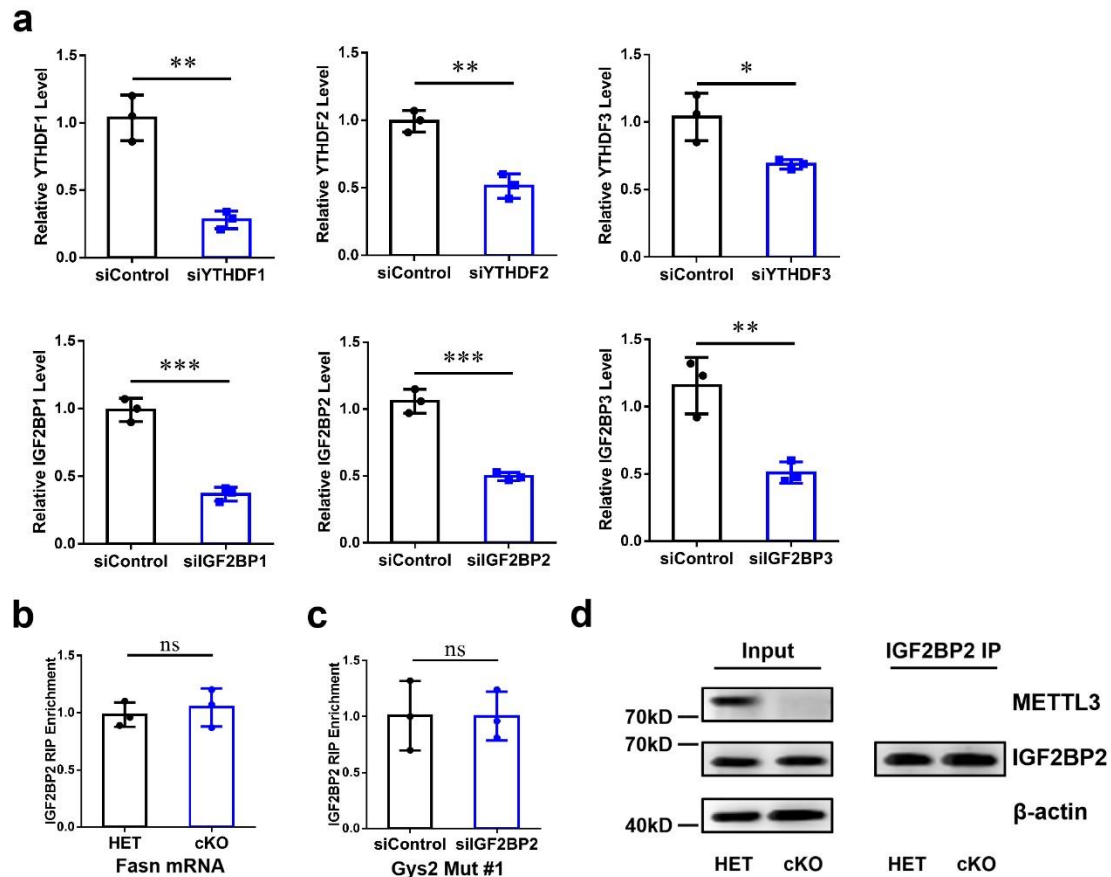 a
Relative YTHDF1 Level
1.5
1.0
0.5
0.0
**
siControl siYTHDF1
Relative YTHDF2 Level
1.5
1.0
0.5
0.0
**
siControl siYTHDF2
Relative YTHDF3 Level
1.5
1.0
0.5
0.0
*
siControl siYTHDF3
Relative IGF2BP1 Level
1.5
1.0
0.5
0.0
***
siControl siIGF2BP1
Relative IGF2BP2 Level
1.5
1.0
0.5
0.0
***
siControl siIGF2BP2
Relative IGF2BP3 Level
1.5
1.0
0.5
0.0
**
siControl siIGF2BP3
b
IGF2BP2 RIP Enrichment
1.5
1.0
0.5
0.0
ns
HET cKO
Fasn mRNA
c
IGF2BP2 RIP Enrichment
1.5
1.0
0.5
0.0
ns
siControl siIGF2BP2
Gys2 Mut #1
d
Input IGF2BP2 IP
METTL3
70kD
70kD
IGF2BP2
β-actin
40kD
HET cKO HET cKO